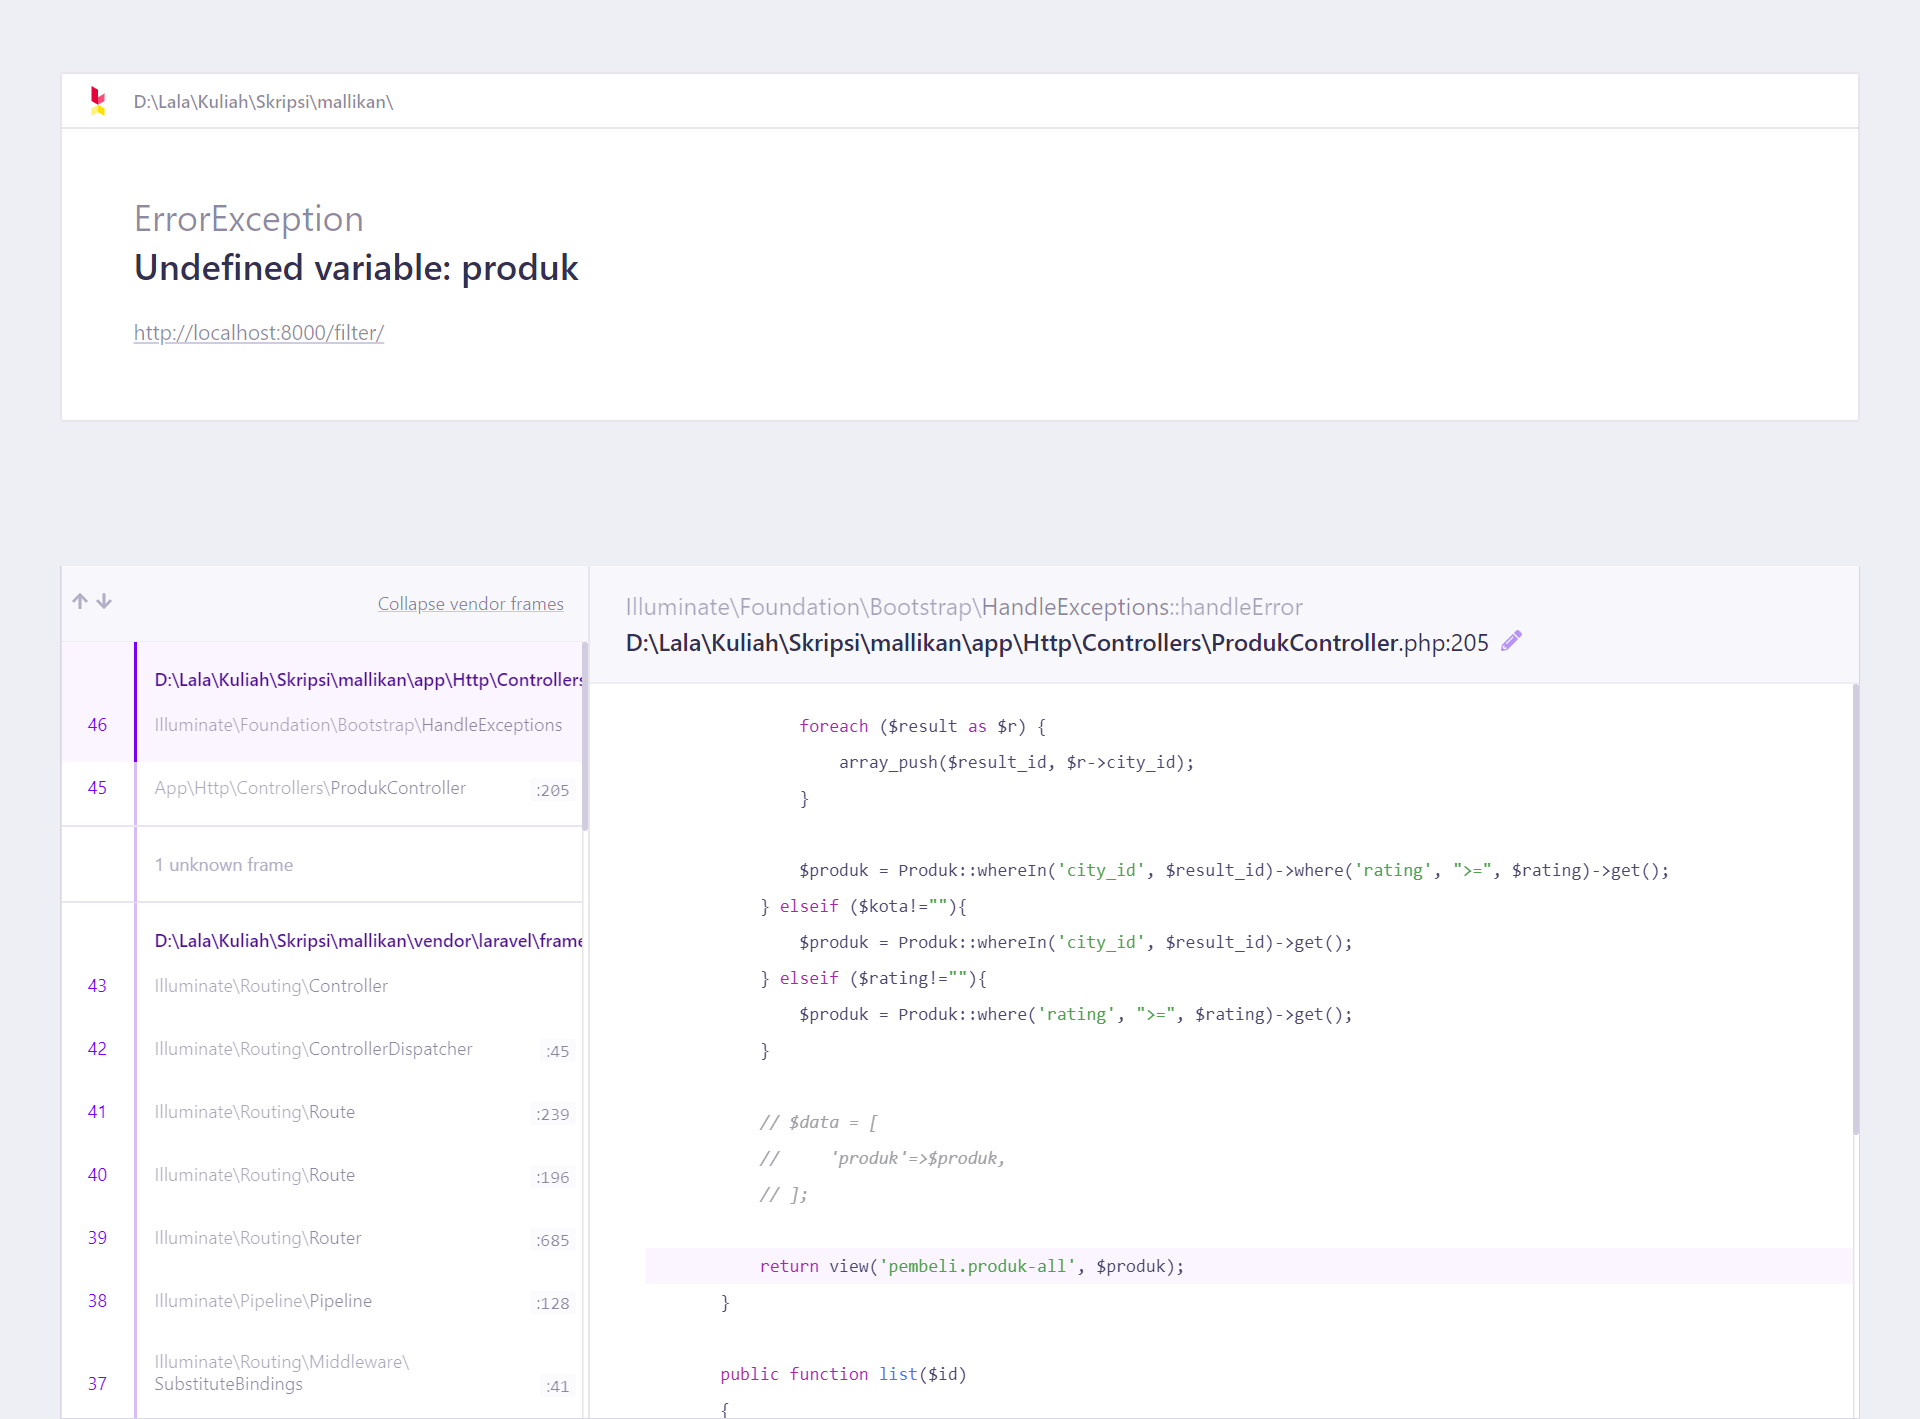 D:\Lala\Kuliah\Skripsi\mallikan\
ErrorException
Undefined variable: produk
http://localhost:8000/filter/
Collapse vendor frames
D:\Lala\Kuliah\Skripsi\mallikan\app\Http\Controllers
46 Illuminate\Foundation\Bootstrap\HandleExceptions
45 App\Http\Controllers\ProdukController :205
1 unknown frame
D:\Lala\Kuliah\Skripsi\mallikan\vendor\laravel\frame
43 Illuminate\Routing\Controller
42 Illuminate\Routing\ControllerDispatcher :45
41 Illuminate\Routing\Route :239
40 Illuminate\Routing\Route :196
39 Illuminate\Routing\Router :685
38 Illuminate\Pipeline\Pipeline :128
Illuminate\Routing\Middleware\
37 SubstituteBindings :41
Illuminate\Foundation\Bootstrap\HandleExceptions::handleError
D:\Lala\Kuliah\Skripsi\mallikan\app\Http\Controllers\ProdukController.php:205
foreach ($result as $r) {
array_push($result_id, $r->city_id);
}
$produk = Produk::whereIn('city_id', $result_id)->where('rating', ">=", $rating)->get();
} elseif ($kota!=""){
$produk = Produk::whereIn('city_id', $result_id)->get();
} elseif ($rating!=""){
$produk = Produk::where('rating', ">=", $rating)->get();
}
// $data = [
//     'produk'=>$produk,
// ];
return view('pembeli.produk-all', $produk);
}
public function list($id)
{